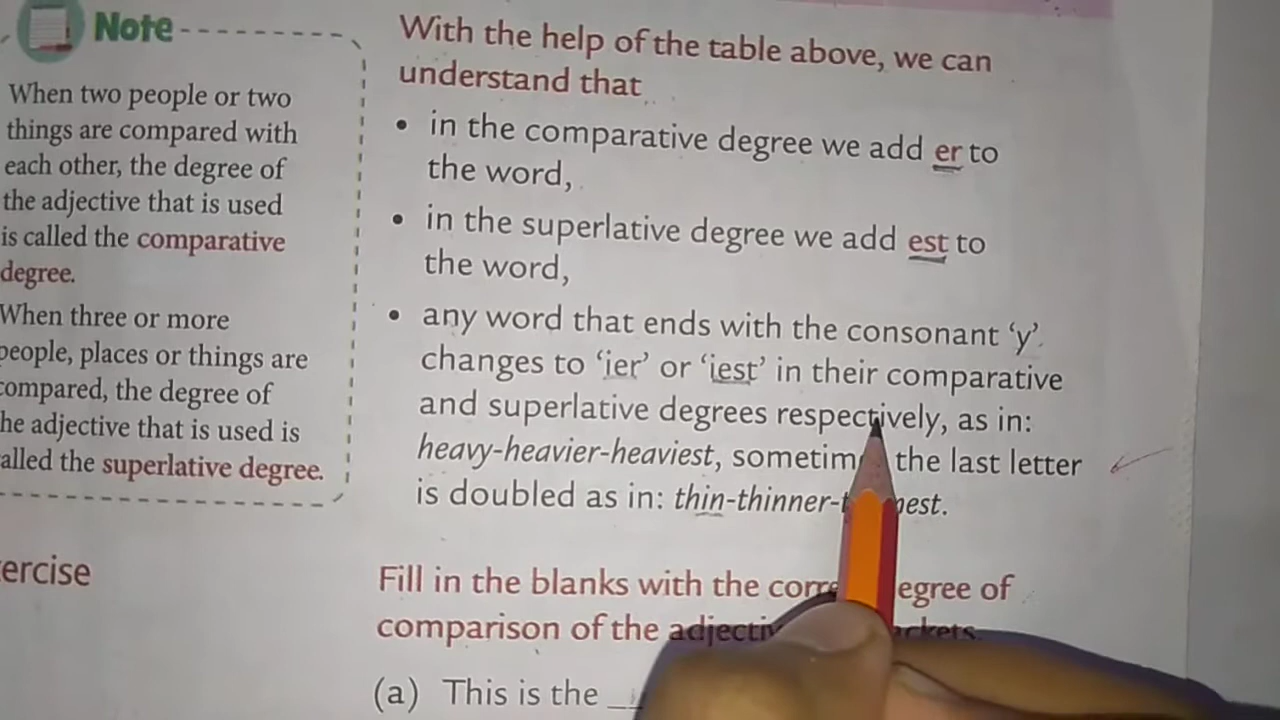 Note
When two people or two
things are compared with
each other, the degree of
the adjective that is used
is called the comparative
degree.
When three or more
people, places or things are
compared, the degree of
he adjective that is used is
alled the superlative degree.
With the help of the table above, we can
understand that
• in the comparative degree we add er to
the word,
• in the superlative degree we add est to
the word,
• any word that ends with the consonant ‘y’
changes to ‘ier’ or ‘iest’ in their comparative
and superlative degrees respectively, as in:
heavy-heavier-heaviest, sometim the last letter
is doubled as in: thin-thinner-t nest.
ercise
Fill in the blanks with the corre egree of
comparison of the adjectiv ckets.
(a) This is the